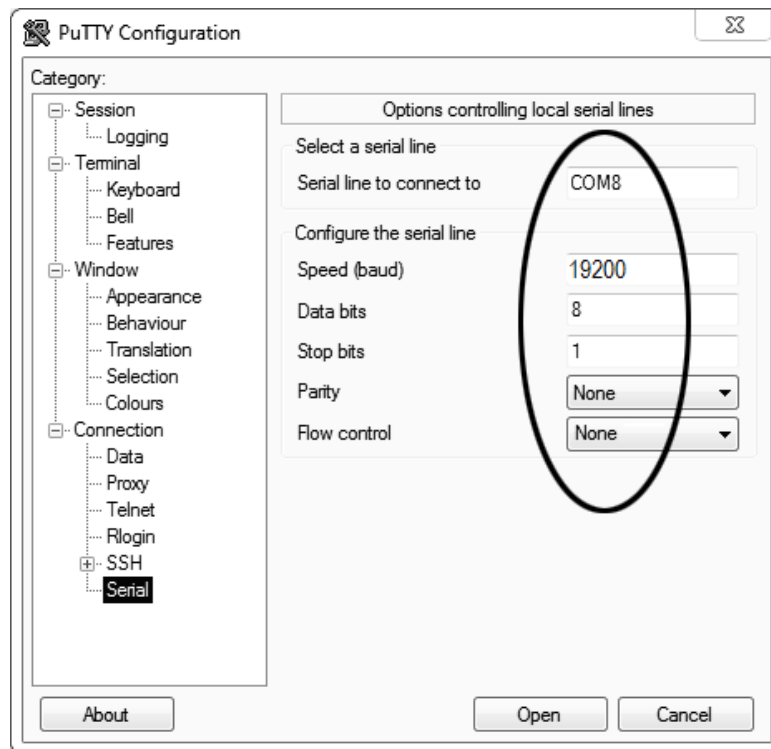 PuTTY Configuration
Category:
Session
Logging
Terminal
Keyboard
Bell
Features
Window
Appearance
Behaviour
Translation
Selection
Colours
Connection
Data
Proxy
Telnet
Rlogin
SSH
Serial
Options controlling local serial lines
Select a serial line
Serial line to connect to COM8
Configure the serial line
Speed (baud) 19200
Data bits 8
Stop bits 1
Parity None
Flow control None
About Open Cancel